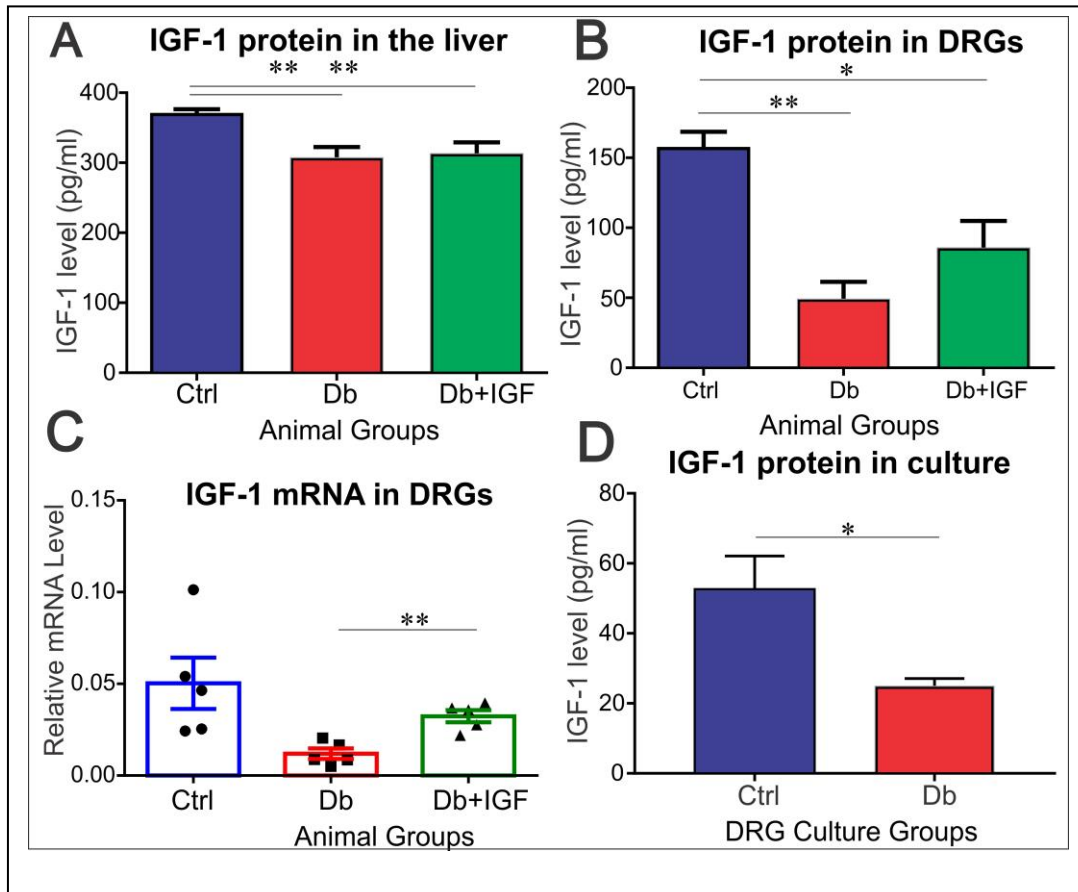 A
IGF-1 protein in the liver
** **
400
300
200
100
0
IGF-1 level (pg/ml)
Ctrl Db Db+IGF
Animal Groups
B
IGF-1 protein in DRGs
*
**
200
150
100
50
0
IGF-1 level (pg/ml)
Ctrl Db Db+IGF
Animal Groups
C
IGF-1 mRNA in DRGs
**
0.15
0.10
0.05
0.00
Relative mRNA Level
Ctrl Db Db+IGF
Animal Groups
D
IGF-1 protein in culture
*
80
60
40
20
0
IGF-1 level (pg/ml)
Ctrl Db
DRG Culture Groups